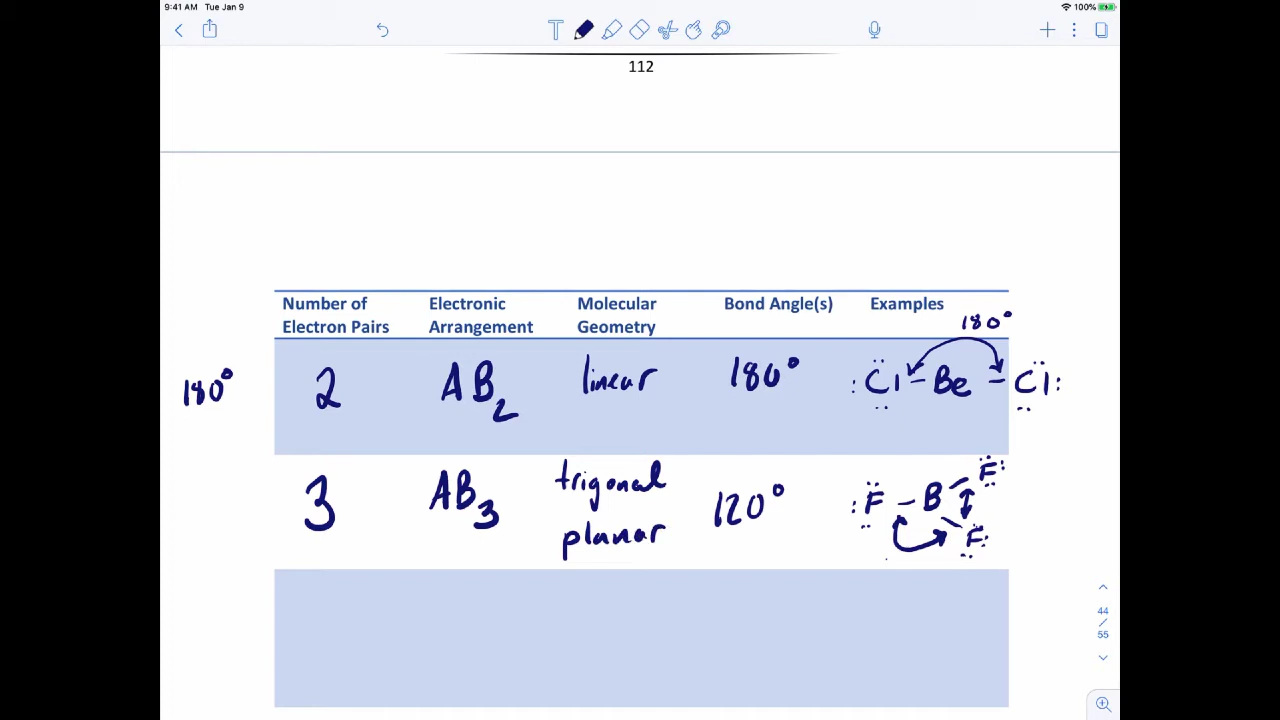 9:41 AM Tue Jan 9
100%
112
Number of Electron Pairs
Electronic Arrangement
Molecular Geometry
Bond Angle(s)
Examples
180°
180°
2
AB₂
linear
180°
:Cl - Be - Cl:
3
AB₃
trigonal
planar
120°
:F - B
F:
F:
44
/
55